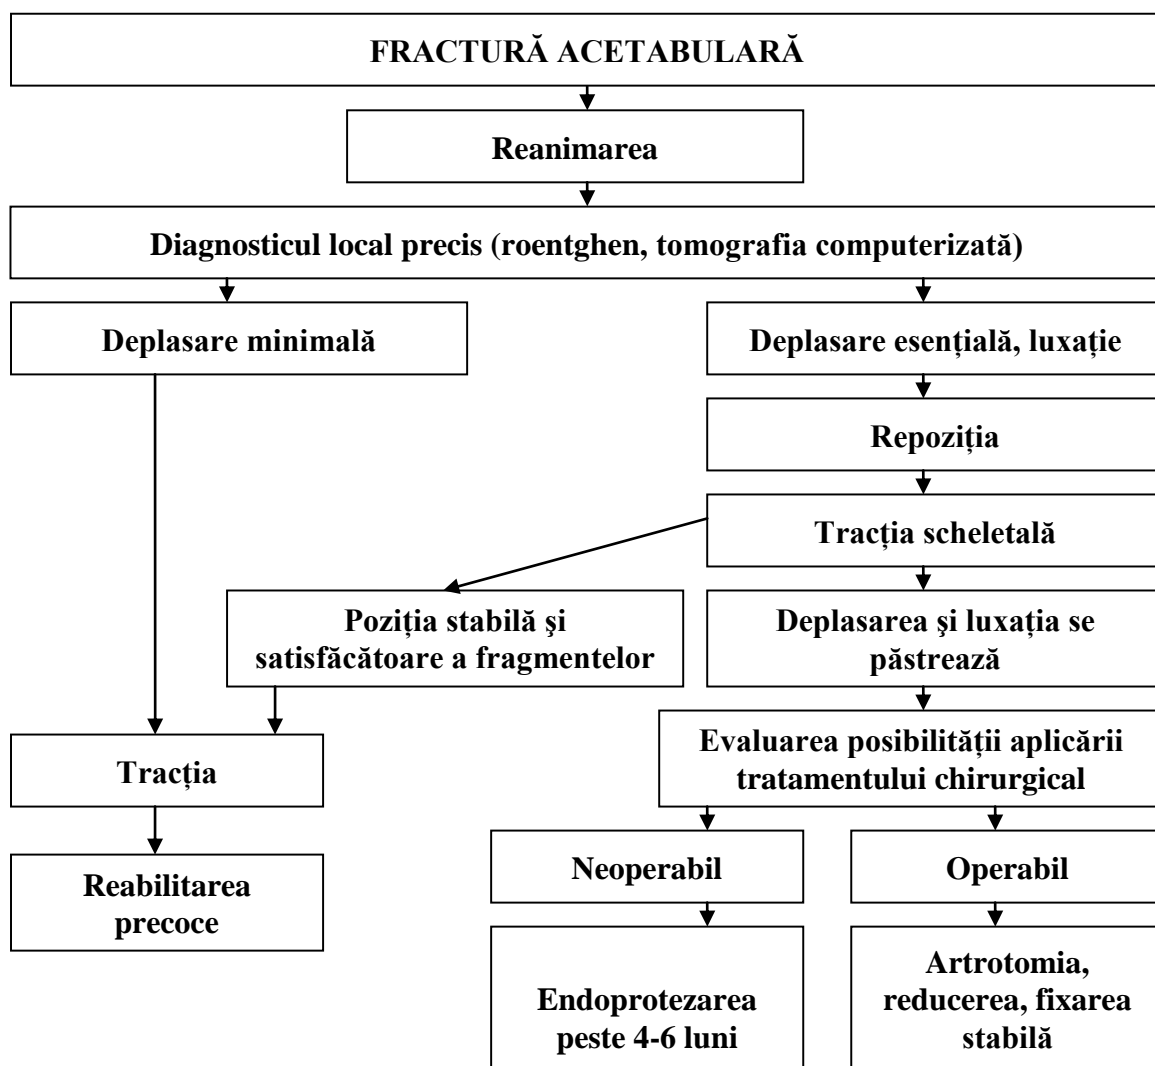 FRACTURĂ ACETABULARĂ
Reanimarea
Diagnosticul local precis (roentghen, tomografia computerizată)
Deplasare minimală
Deplasare esențială, luxație
Repoziția
Tracția scheletală
Poziția stabilă şi
satisfăcătoare a fragmentelor
Deplasarea şi luxația se
păstrează
Evaluarea posibilității aplicării
tratamentului chirurgical
Tracția
Neoperabil
Operabil
Reabilitarea
precoce
Endoprotezarea
peste 4-6 luni
Artrotomia,
reducerea, fixarea
stabilă